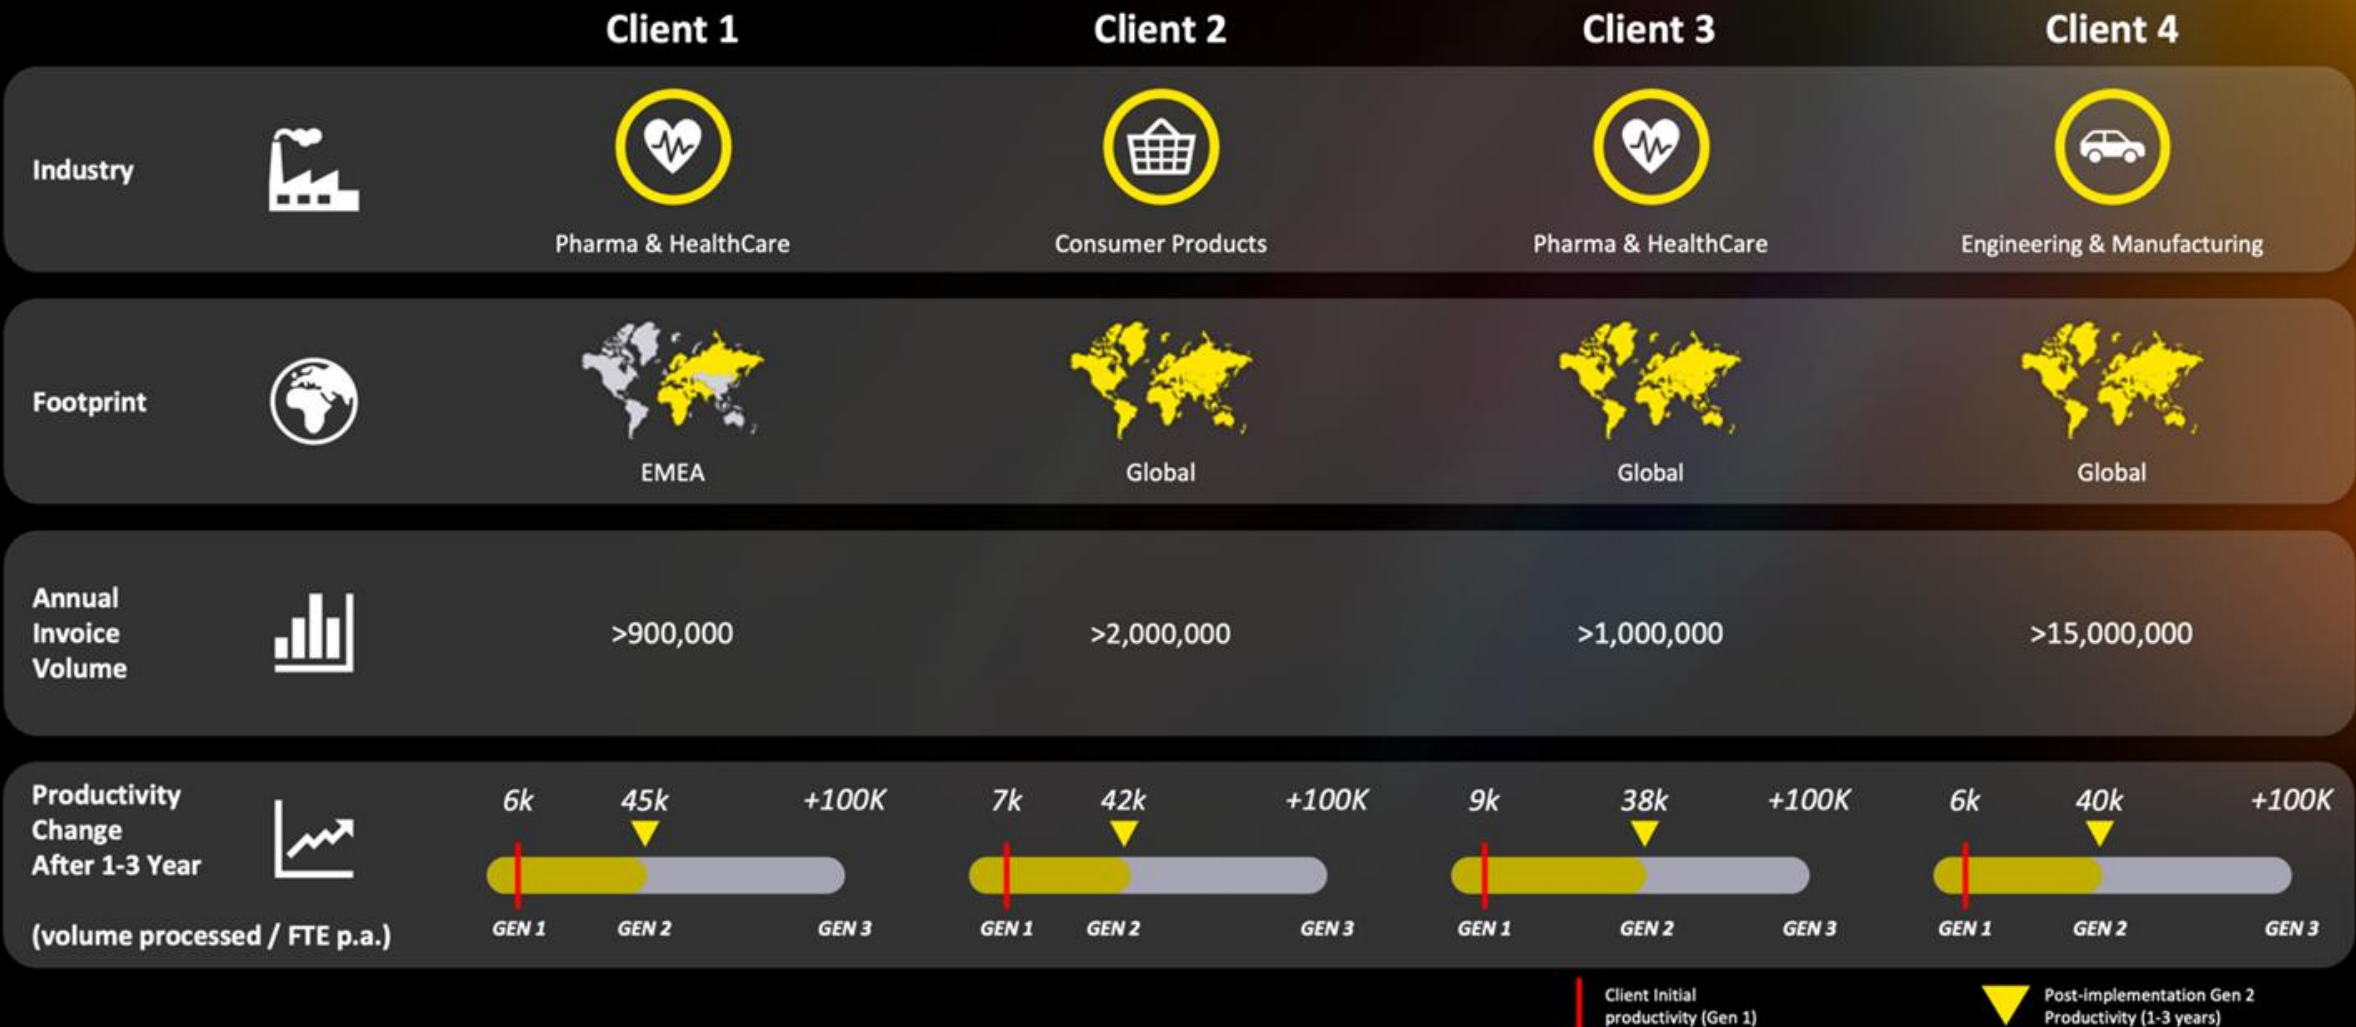 Client 1
Client 2
Client 3
Client 4
Industry
Pharma & HealthCare
Consumer Products
Pharma & HealthCare
Engineering & Manufacturing
Footprint
EMEA
Global
Global
Global
Annual
Invoice
Volume
>900,000
>2,000,000
>1,000,000
>15,000,000
Productivity
Change
After 1-3 Year
(volume processed / FTE p.a.)
6k
45k
+100K
GEN 1
GEN 2
GEN 3
7k
42k
+100K
GEN 1
GEN 2
GEN 3
9k
38k
+100K
GEN 1
GEN 2
GEN 3
6k
40k
+100K
GEN 1
GEN 2
GEN 3
Client Initial
productivity (Gen 1)
Post-implementation Gen 2
Productivity (1-3 years)